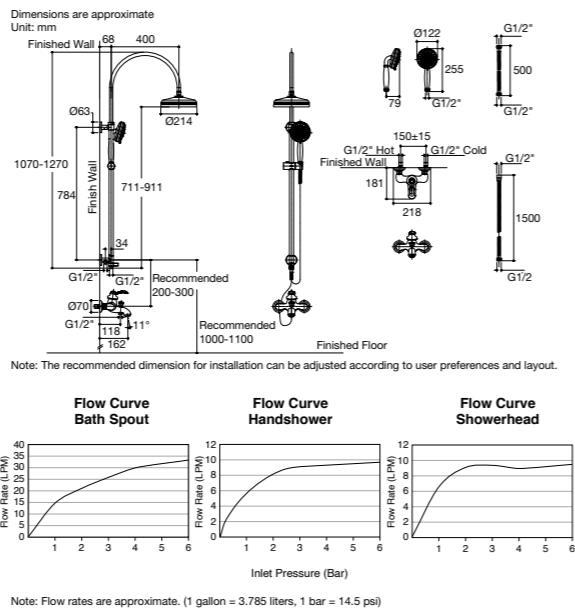 Dimensions are approximate
Unit: mm
Finished Wall
68
400
Ø63
Ø214
1070-1270
784
Finish Wall
711-911
34
G1/2"
G1/2"
Recommended
200-300
Ø70
G1/2"
11°
118
162
Recommended
1000-1100
Finished Floor
Ø122
255
79
G1/2"
G1/2"
500
G1/2"
150±15
G1/2" Hot
G1/2" Cold
Finished Wall
181
218
G1/2"
1500
G1/2
Note: The recommended dimension for installation can be adjusted according to user preferences and layout.
Flow Curve
Bath Spout
Flow Rate (LPM)
40
35
30
25
20
15
10
5
0
1 2 3 4 5 6
Flow Curve
Handshower
Flow Rate (LPM)
12
10
8
6
4
2
0
1 2 3 4 5 6
Flow Curve
Showerhead
Flow Rate (LPM)
12
10
8
6
4
2
0
1 2 3 4 5 6
Inlet Pressure (Bar)
Note: Flow rates are approximate. (1 gallon = 3.785 liters, 1 bar = 14.5 psi)